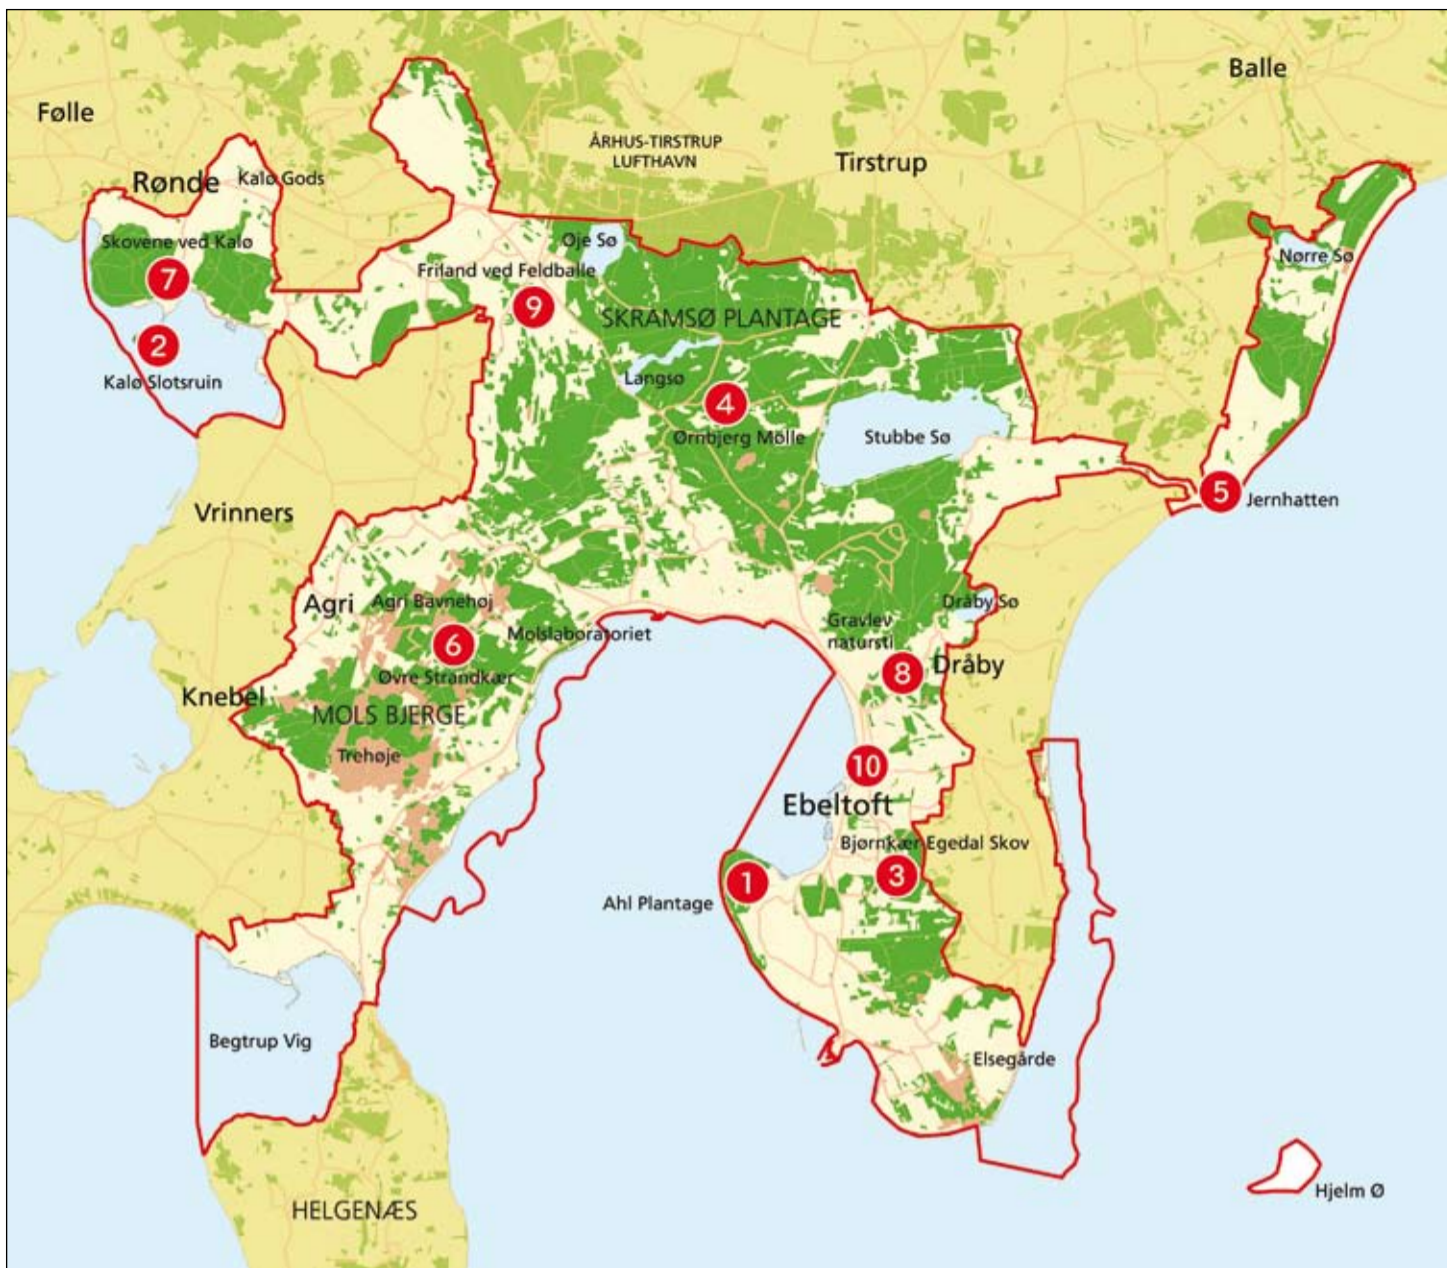 Balle
Følle
ÅRHUS-TIRSTRUP
LUFTHAVN
Tirstrup
Rønde
Kalø Gods
Skovene ved Kalø
Øje Sø
Nørre Sø
Friland ved Feldballe
7
9
SKRAMSØ PLANTAGE
2
Kalø Slotsruin
Langsø
4
Ørnbjerg Mølle
Stubbe Sø
5
Jernhatten
Vrinners
Agri
Agri Bavnehøj
Dråby Sø
Gravlev
natursti
Molslaboratoriet
6
Øvre Strandkær
8
Dråby
Knebel
MOLS BJERGE
Trehøje
10
Ebeltoft
Bjørnkær Egedal Skov
1
3
Ahl Plantage
Begtrup Vig
Elsegårde
Hjelm Ø
HELGENÆS